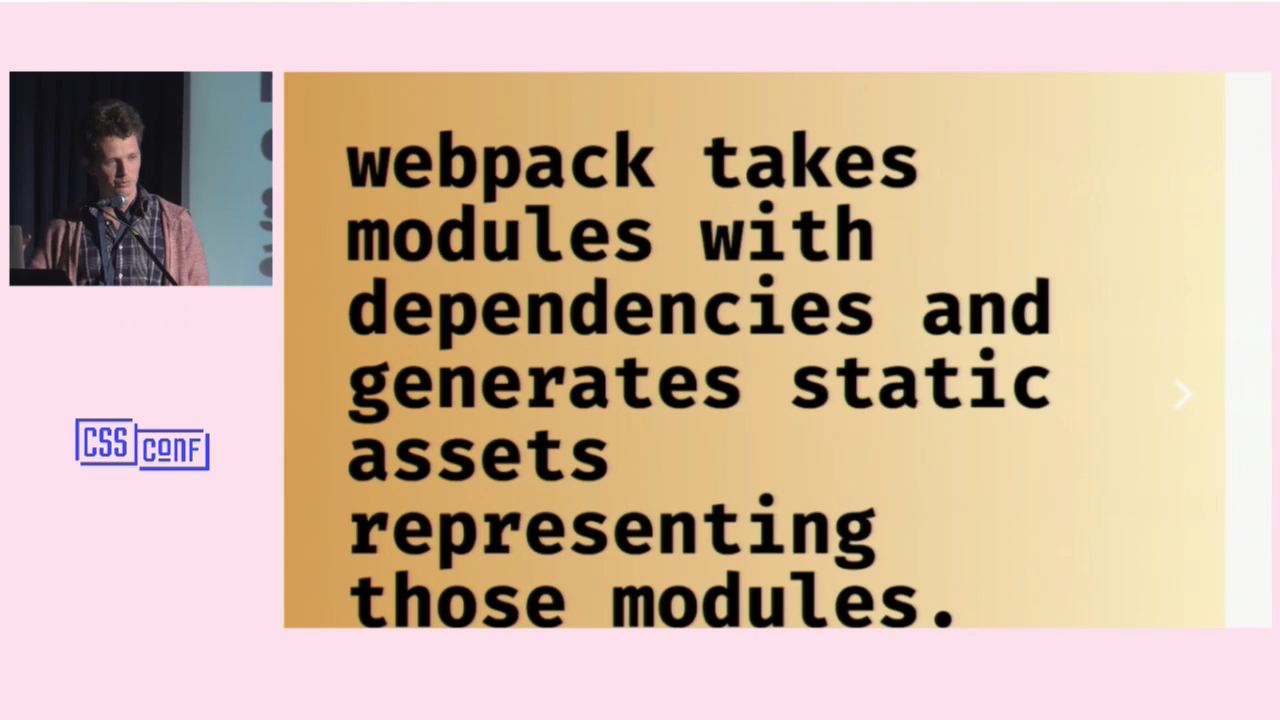 webpack takes
modules with
dependencies and
generates static
assets
representing
those modules.
CSS
CONF